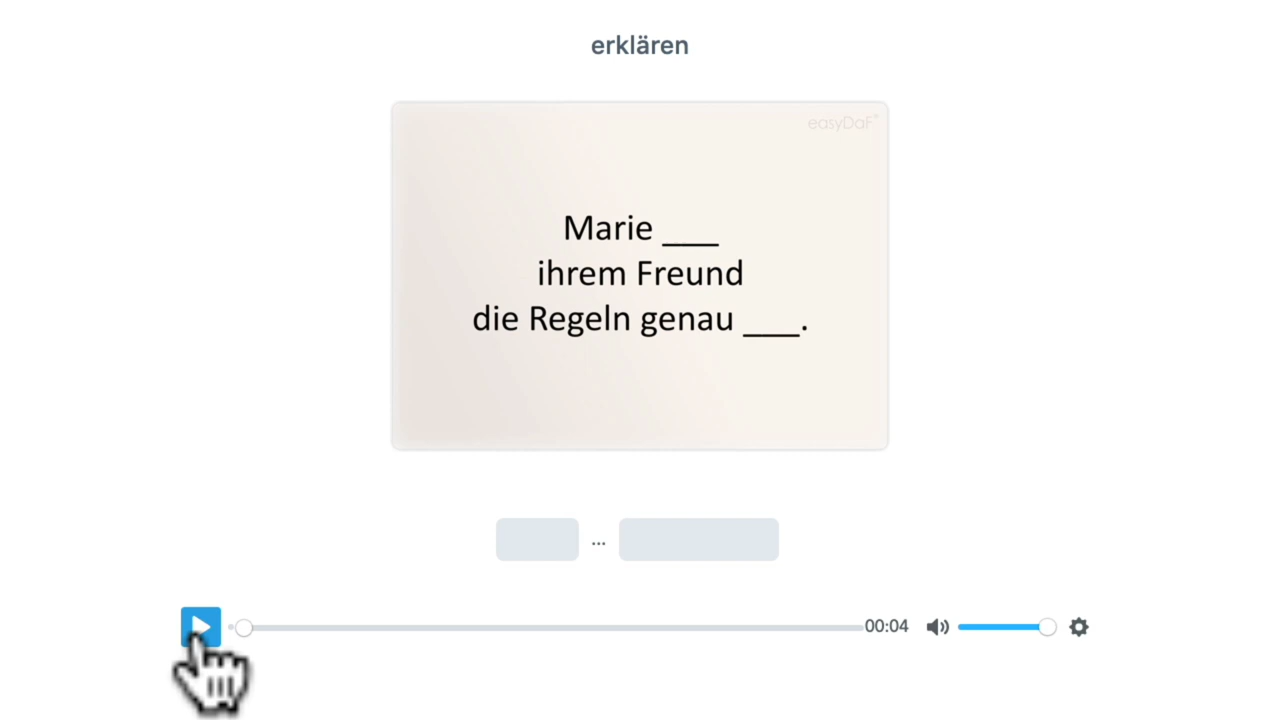 erklären
easyDaF®
Marie ___
ihrem Freund
die Regeln genau ___.
...
00:04